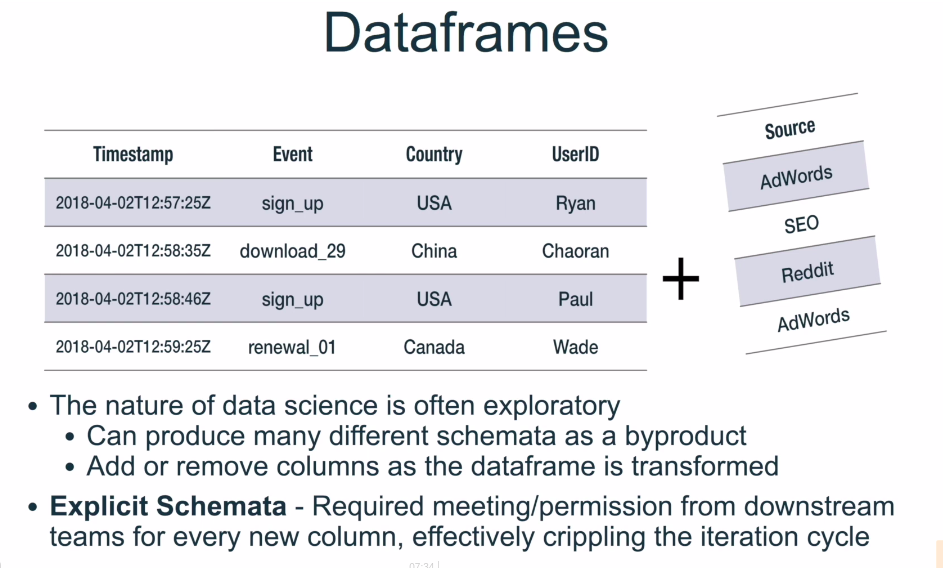 Dataframes
Timestamp Event Country UserID
2018-04-02T12:57:25Z sign_up USA Ryan
2018-04-02T12:58:35Z download_29 China Chaoran
2018-04-02T12:58:46Z sign_up USA Paul
2018-04-02T12:59:25Z renewal_01 Canada Wade
+
Source
AdWords
SEO
Reddit
AdWords
• The nature of data science is often exploratory
• Can produce many different schemata as a byproduct
• Add or remove columns as the dataframe is transformed
• Explicit Schemata - Required meeting/permission from downstream
teams for every new column, effectively crippling the iteration cycle
07:34